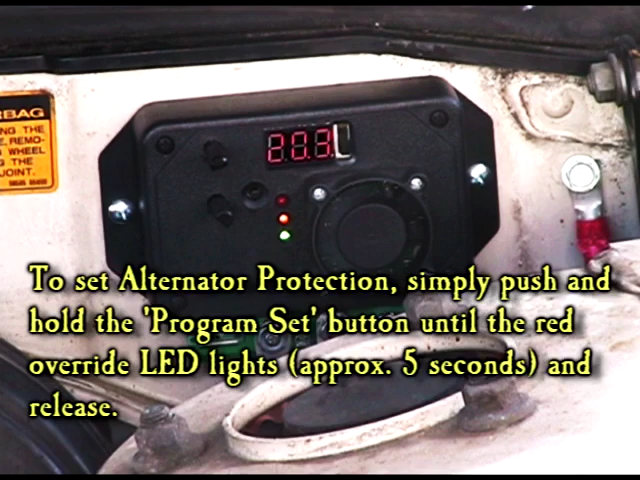 RBAG
NG THE
E. REMO-
WHEEL
G THE
JOINT.
To set Alternator Protection, simply push and
hold the 'Program Set' button until the red
override LED lights (approx. 5 seconds) and
release.